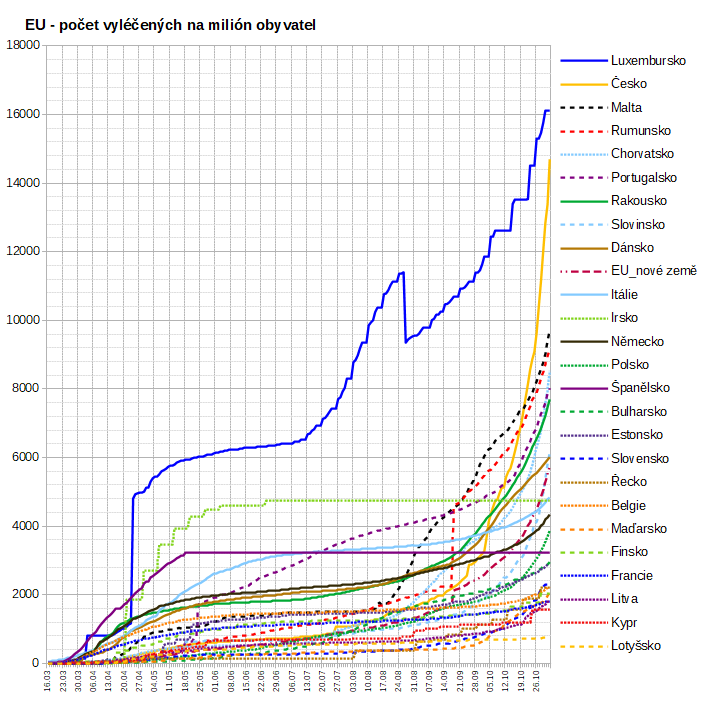 EU - počet vyléčených na milión obyvatel
18000
16000
14000
12000
10000
8000
6000
4000
2000
0
16.03
23.03
30.03
06.04
13.04
20.04
27.04
04.05
11.05
18.05
25.05
01.06
08.06
15.06
22.06
29.06
06.07
13.07
20.07
27.07
03.08
10.08
17.08
24.08
31.08
07.09
14.09
21.09
28.09
05.10
12.10
19.10
26.10
Luxembursko
Česko
Malta
Rumunsko
Chorvatsko
Portugalsko
Rakousko
Slovinsko
Dánsko
EU_nové země
Itálie
Irsko
Německo
Polsko
Španělsko
Bulharsko
Estonsko
Slovensko
Řecko
Belgie
Maďarsko
Finsko
Francie
Litva
Kypr
Lotyšsko